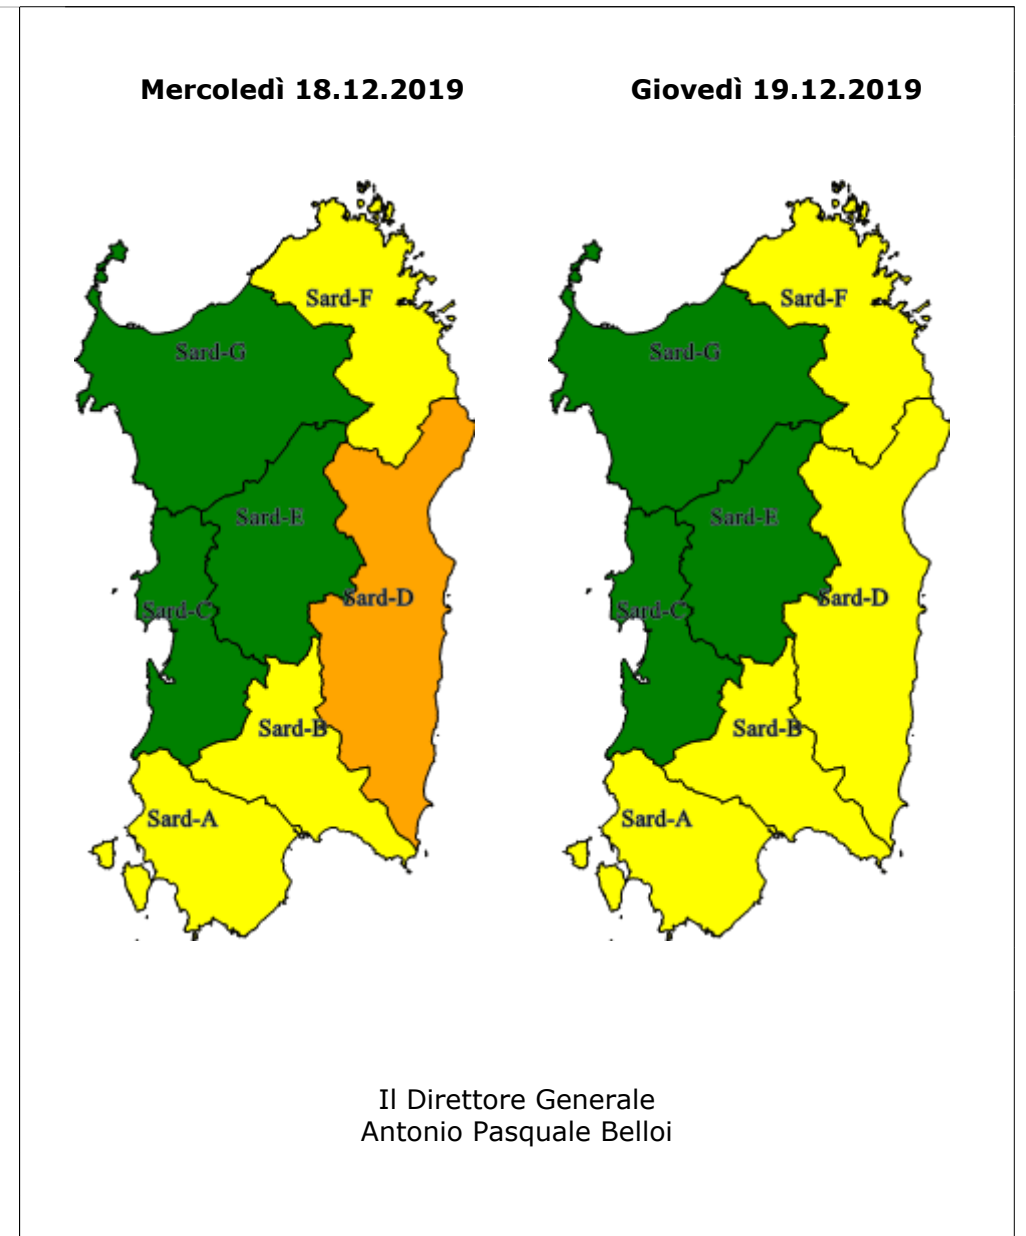 Mercoledì 18.12.2019
Giovedì 19.12.2019
Sard-F
Sard-G
Sard-E
Sard-D
Sard-C
Sard-B
Sard-A
Sard-F
Sard-G
Sard-E
Sard-D
Sard-C
Sard-B
Sard-A
Il Direttore Generale
Antonio Pasquale Belloi